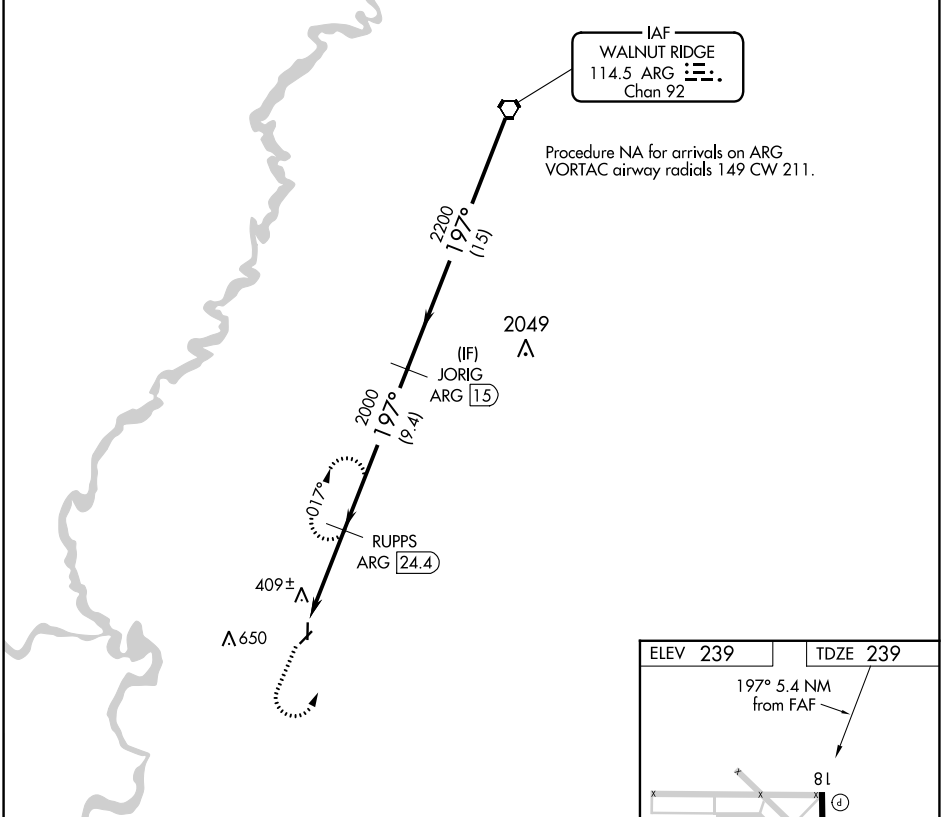 IAF
WALNUT RIDGE
114.5 ARG
Chan 92
Procedure NA for arrivals on ARG
VORTAC airway radials 149 CW 211.
2200
197°
(15)
2049
(IF)
JORIG
ARG 15
2000
197°
(9.4)
017°
RUPPS
ARG 24.4
409±
650
ELEV 239
TDZE 239
197° 5.4 NM
from FAF
18
x
x
x
x
P